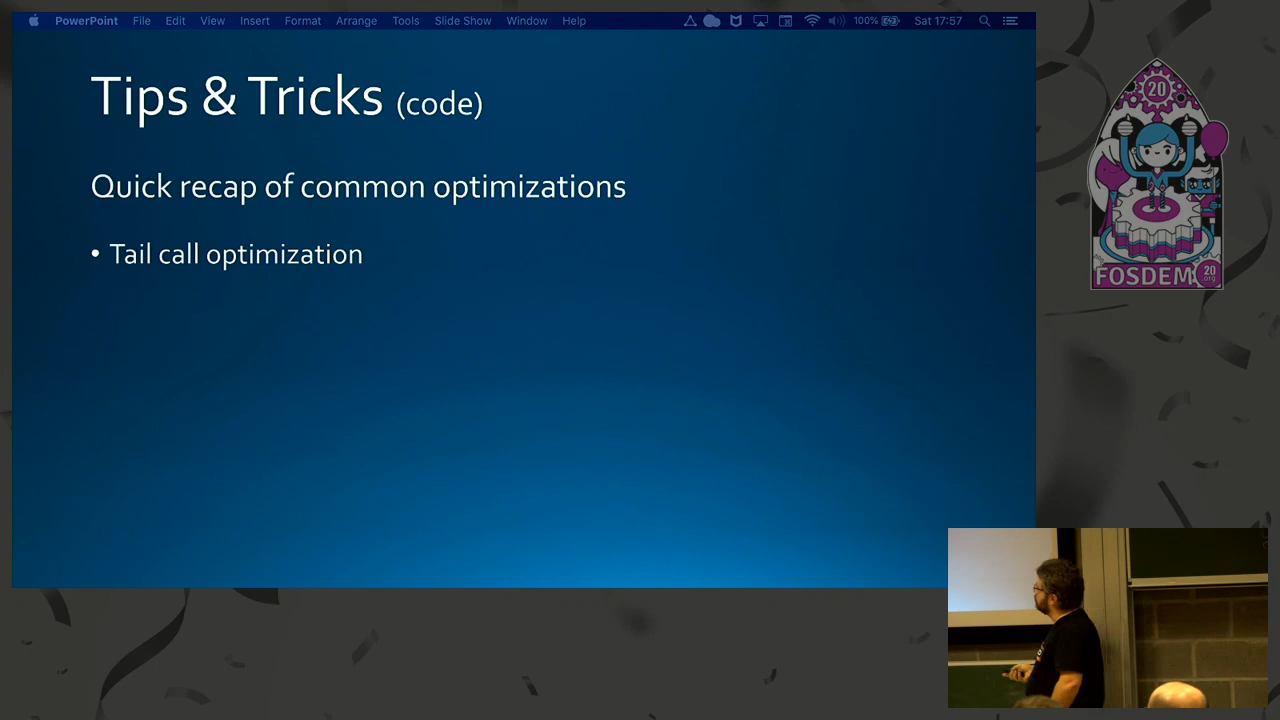 PowerPoint File Edit View Insert Format Arrange Tools Slide Show Window Help 100% Sat 17:57
Tips & Tricks (code)
Quick recap of common optimizations
• Tail call optimization
20
FOSDEM 20
.org